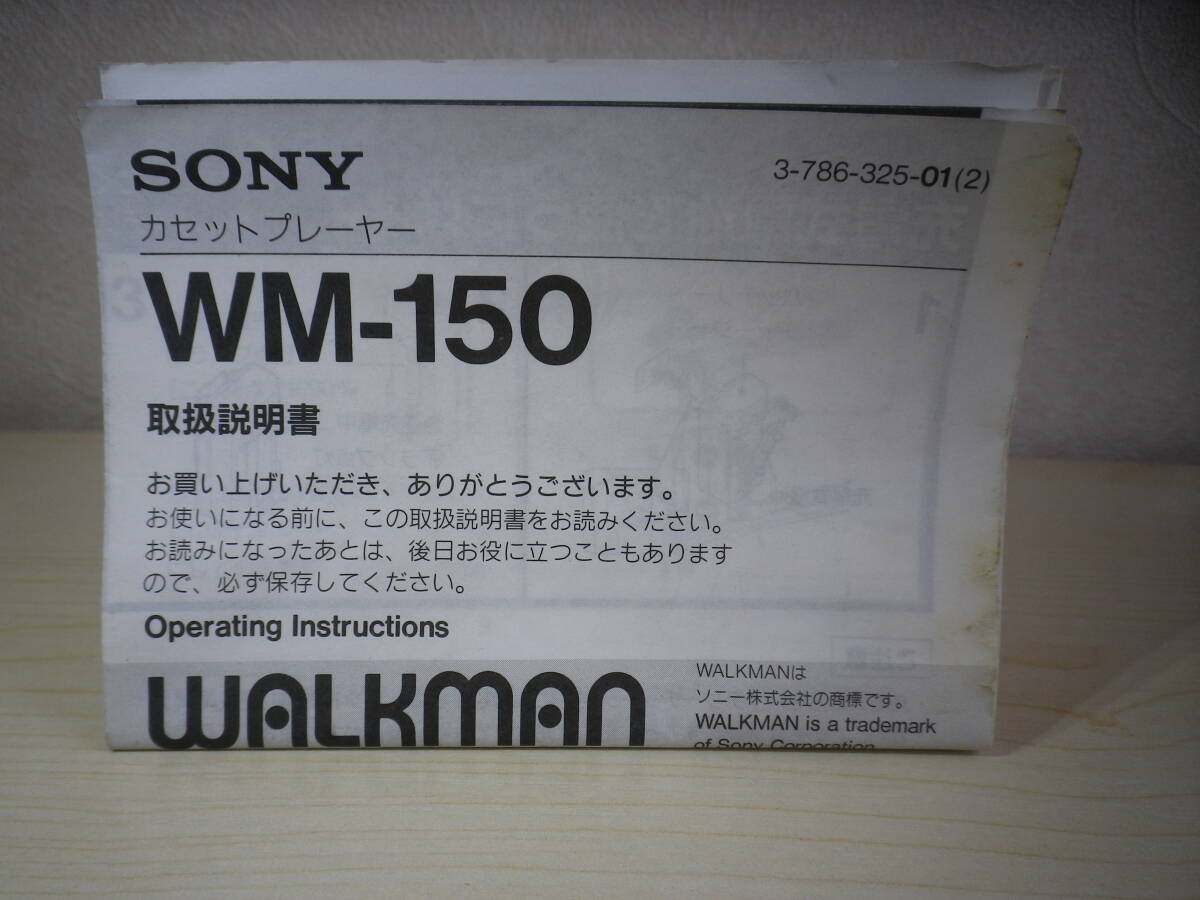 SONY
3-786-325-01(2)
カセットプレーヤー
WM-150
取扱説明書
お買い上げいただき、ありがとうございます。
お使いになる前に、この取扱説明書をお読みください。
お読みになったあとは、後日お役に立つこともあります
ので、必ず保存してください。
Operating Instructions
WALKMAN
WALKMANは
ソニー株式会社の商標です。
WALKMAN is a trademark
of Sony Corporation